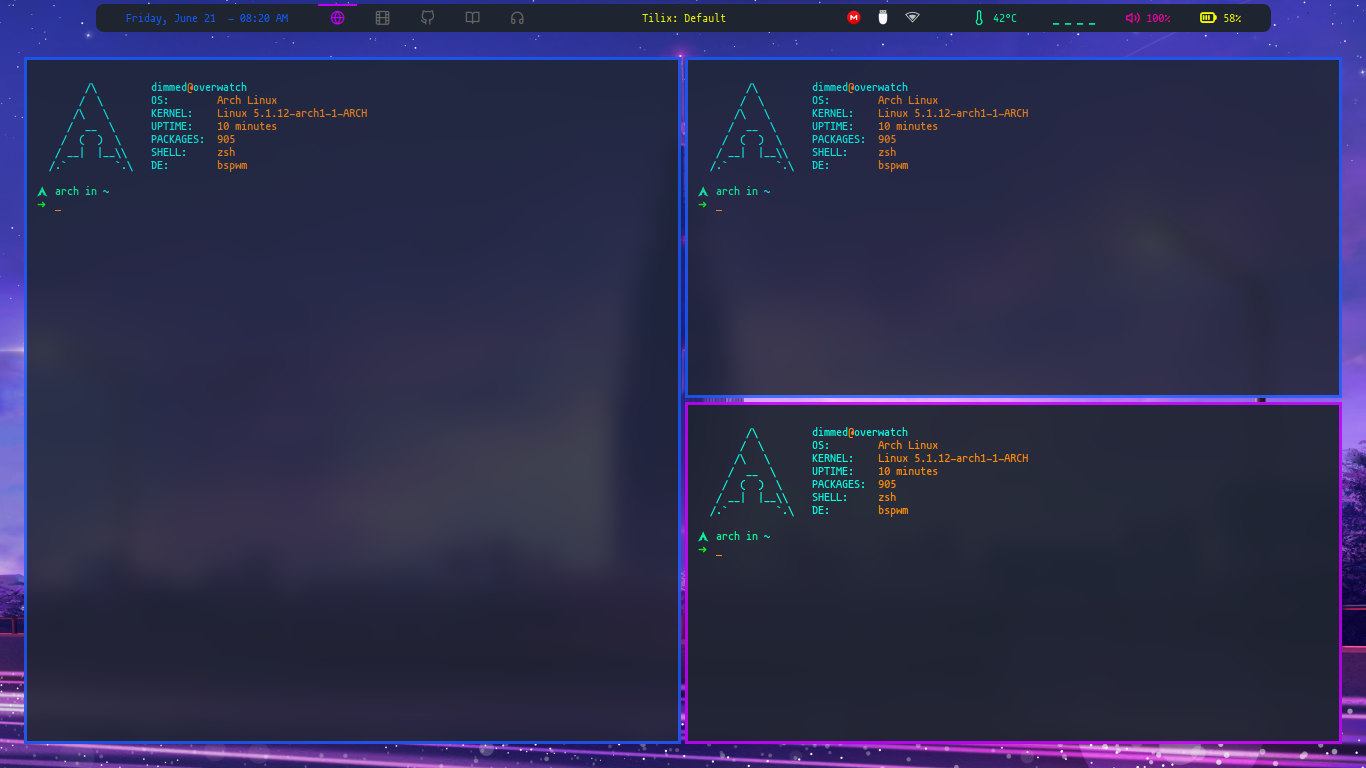 Friday, June 21 – 08:20 AM
Tilix: Default
42°C
100%
58%
dimmed@overwatch
OS: Arch Linux
KERNEL: Linux 5.1.12-arch1-1-ARCH
UPTIME: 10 minutes
PACKAGES: 905
SHELL: zsh
DE: bspwm
arch in ~
➜ _
dimmed@overwatch
OS: Arch Linux
KERNEL: Linux 5.1.12-arch1-1-ARCH
UPTIME: 10 minutes
PACKAGES: 905
SHELL: zsh
DE: bspwm
arch in ~
➜ _
dimmed@overwatch
OS: Arch Linux
KERNEL: Linux 5.1.12-arch1-1-ARCH
UPTIME: 10 minutes
PACKAGES: 905
SHELL: zsh
DE: bspwm
arch in ~
➜ _